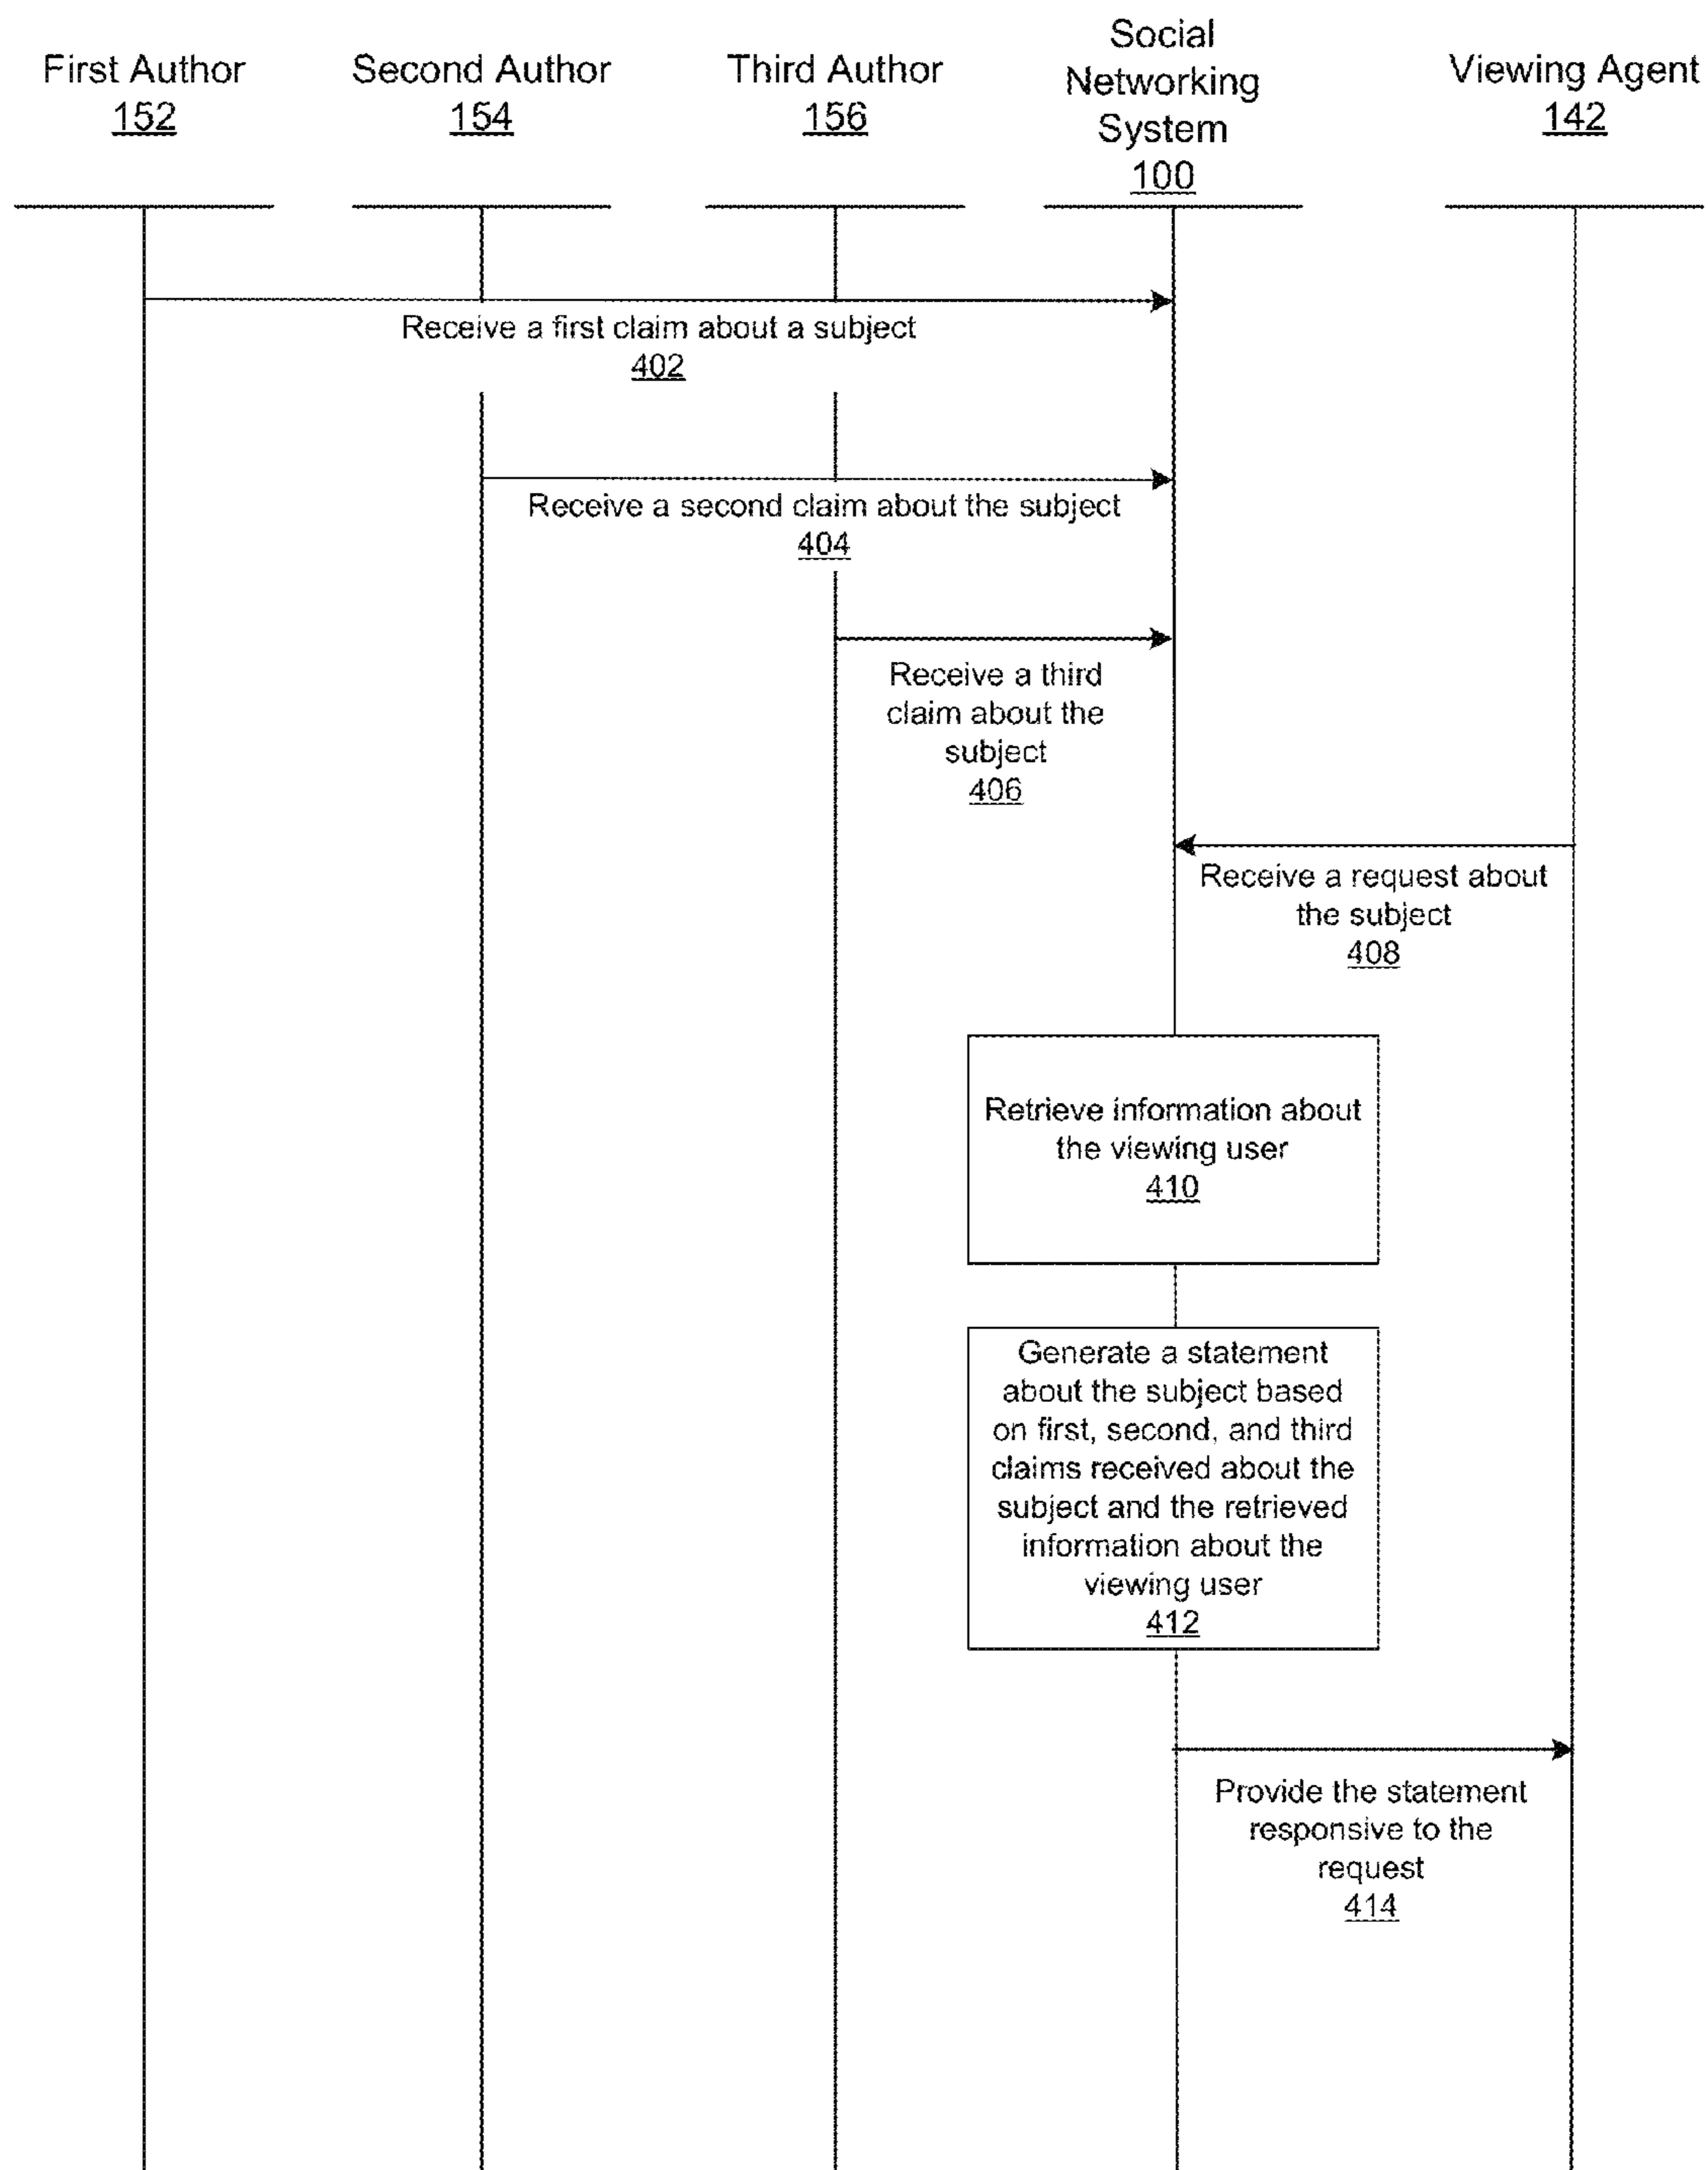 First Author
152
Second Author
154
Third Author
156
Social
Networking
System
100
Viewing Agent
142
Receive a first claim about a subject
402
Receive a second claim about the subject
404
Receive a third
claim about the
subject
406
Receive a request about
the subject
408
Retrieve information about
the viewing user
410
Generate a statement
about the subject based
on first, second, and third
claims received about the
subject and the retrieved
information about the
viewing user
412
Provide the statement
responsive to the
request
414